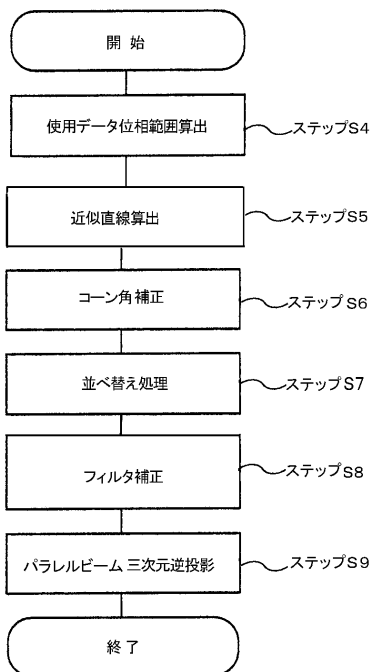 開始
使用データ位相範囲算出
ステップS4
近似直線算出
ステップS5
コーン角補正
ステップS6
並べ替え処理
ステップS7
フィルタ補正
ステップS8
パラレルビーム三次元逆投影
ステップS9
終了